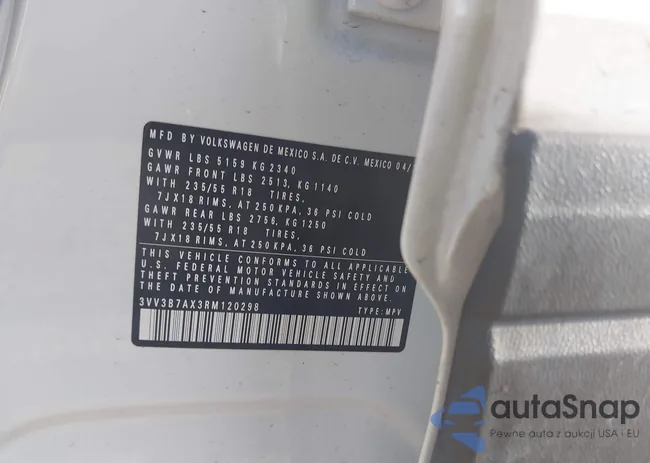 MFD BY VOLKSWAGEN DE MEXICO S.A. DE C.V. MEXICO 04/
GVWR LBS 5159 KG 2340
GAWR FRONT LBS 2513, KG 1140
WITH 235/55 R18 TIRES,
7JX18 RIMS, AT 250 KPA, 36 PSI COLD
GAWR REAR LBS 2756, KG 1250
WITH 235/55 R18 TIRES,
7JX18 RIMS, AT 250 KPA, 36 PSI COLD
THIS VEHICLE CONFORMS TO ALL APPLICABLE
U.S. FEDERAL MOTOR VEHICLE SAFETY AND
THEFT PREVENTION STANDARDS IN EFFECT ON
THE DATE OF MANUFACTURE SHOWN ABOVE.
3VV3B7AX3RM120298 TYPE: MPV
autaSnap
Pewne auta z aukcji USA i EU